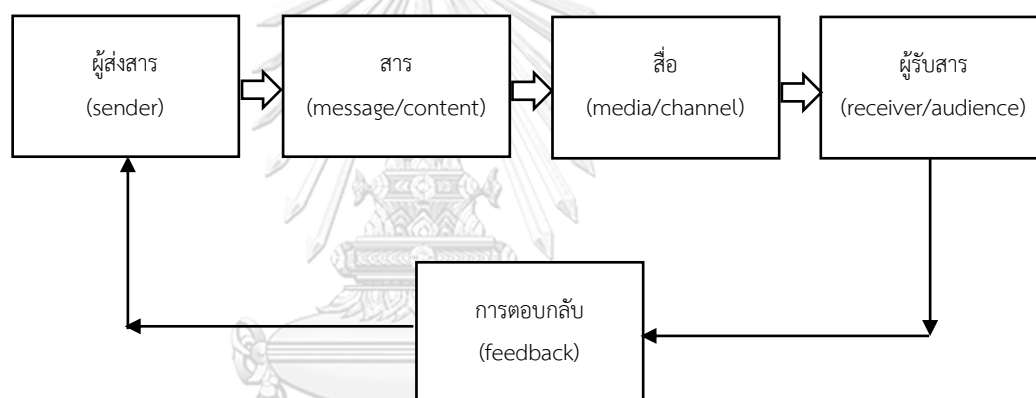 ผู้ส่งสาร
(sender)
สาร
(message/content)
สื่อ
(media/channel)
ผู้รับสาร
(receiver/audience)
การตอบกลับ
(feedback)